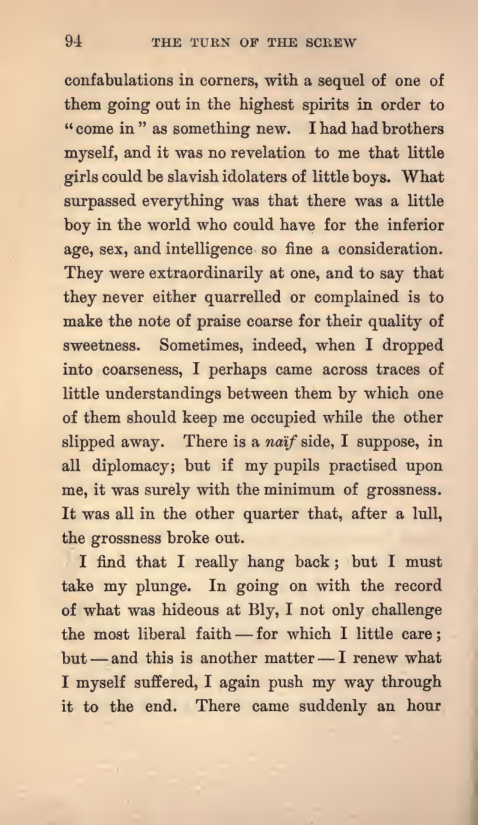 94 THE TURN OF THE SCREW
confabulations in corners, with a sequel of one of
them going out in the highest spirits in order to
“come in” as something new. I had had brothers
myself, and it was no revelation to me that little
girls could be slavish idolaters of little boys. What
surpassed everything was that there was a little
boy in the world who could have for the inferior
age, sex, and intelligence so fine a consideration.
They were extraordinarily at one, and to say that
they never either quarrelled or complained is to
make the note of praise coarse for their quality of
sweetness. Sometimes, indeed, when I dropped
into coarseness, I perhaps came across traces of
little understandings between them by which one
of them should keep me occupied while the other
slipped away. There is a naïf side, I suppose, in
all diplomacy; but if my pupils practised upon
me, it was surely with the minimum of grossness.
It was all in the other quarter that, after a lull,
the grossness broke out.
I find that I really hang back; but I must
take my plunge. In going on with the record
of what was hideous at Bly, I not only challenge
the most liberal faith — for which I little care;
but — and this is another matter — I renew what
I myself suffered, I again push my way through
it to the end. There came suddenly an hour